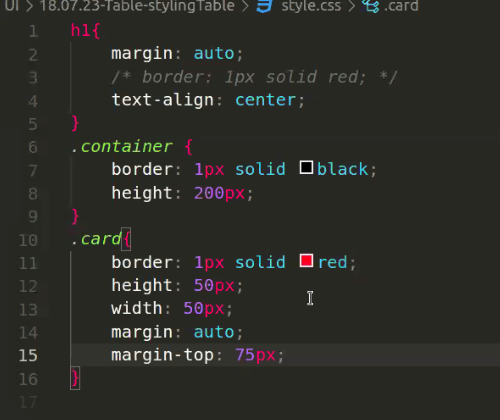 UI > 18.07.23-Table-stylingTable > style.css > .card
1 h1{
2 margin: auto;
3 /* border: 1px solid red; */
4 text-align: center;
5 }
6 .container {
7 border: 1px solid black;
8 height: 200px;
9 }
10 .card{
11 border: 1px solid red;
12 height: 50px;
13 width: 50px;
14 margin: auto;
15 margin-top: 75px;
16 }
17